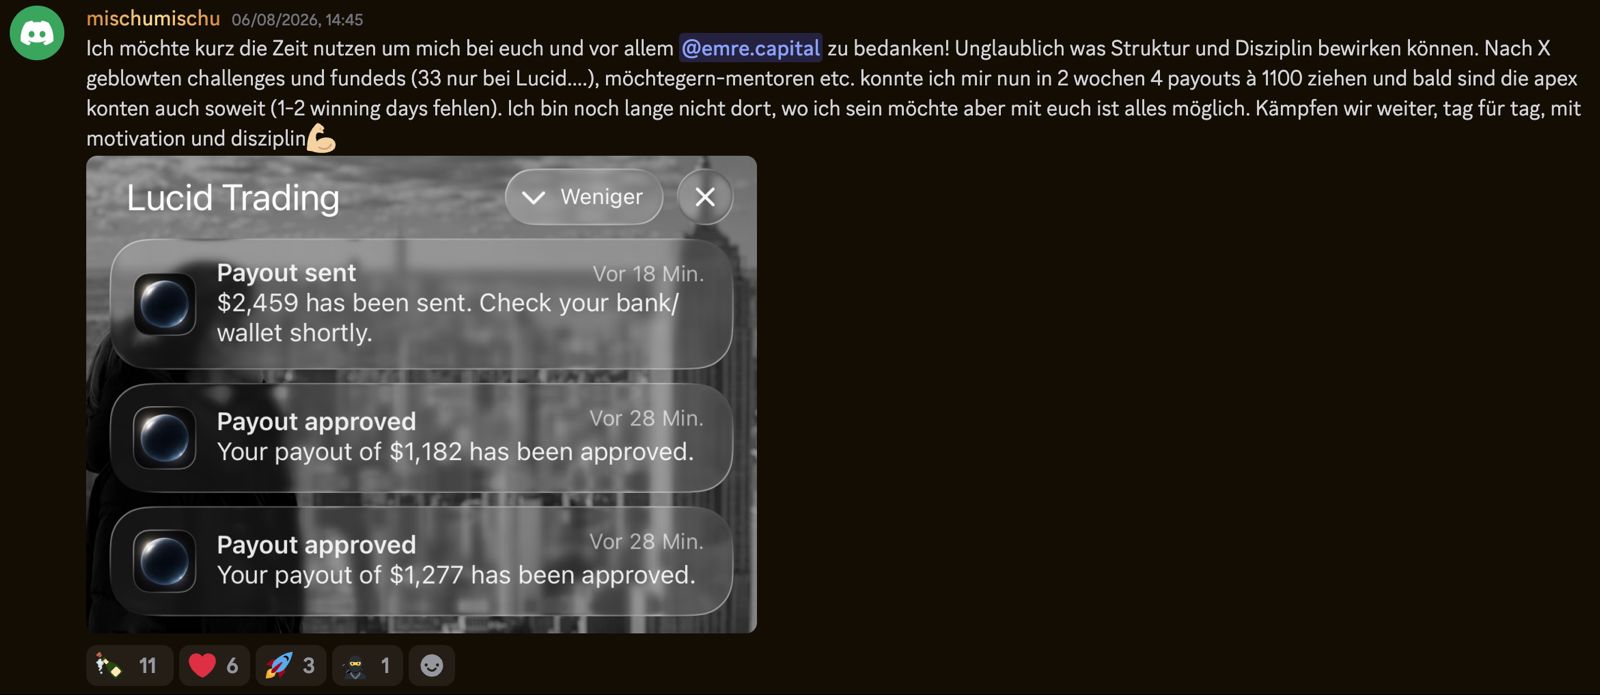 mischumischu 06/08/2026, 14:45
Ich möchte kurz die Zeit nutzen um mich bei euch und vor allem @emre.capital zu bedanken! Unglaublich was Struktur und Disziplin bewirken können. Nach X
geblowten challenges und fundeds (33 nur bei Lucid....), möchtegern-mentoren etc. konnte ich mir nun in 2 wochen 4 payouts à 1100 ziehen und bald sind die apex
konten auch soweit (1-2 winning days fehlen). Ich bin noch lange nicht dort, wo ich sein möchte aber mit euch ist alles möglich. Kämpfen wir weiter, tag für tag, mit
motivation und disziplin💪🏼
Lucid Trading
Weniger
Payout sent
Vor 18 Min.
$2,459 has been sent. Check your bank/
wallet shortly.
Payout approved
Vor 28 Min.
Your payout of $1,182 has been approved.
Payout approved
Vor 28 Min.
Your payout of $1,277 has been approved.
11 6 3 1